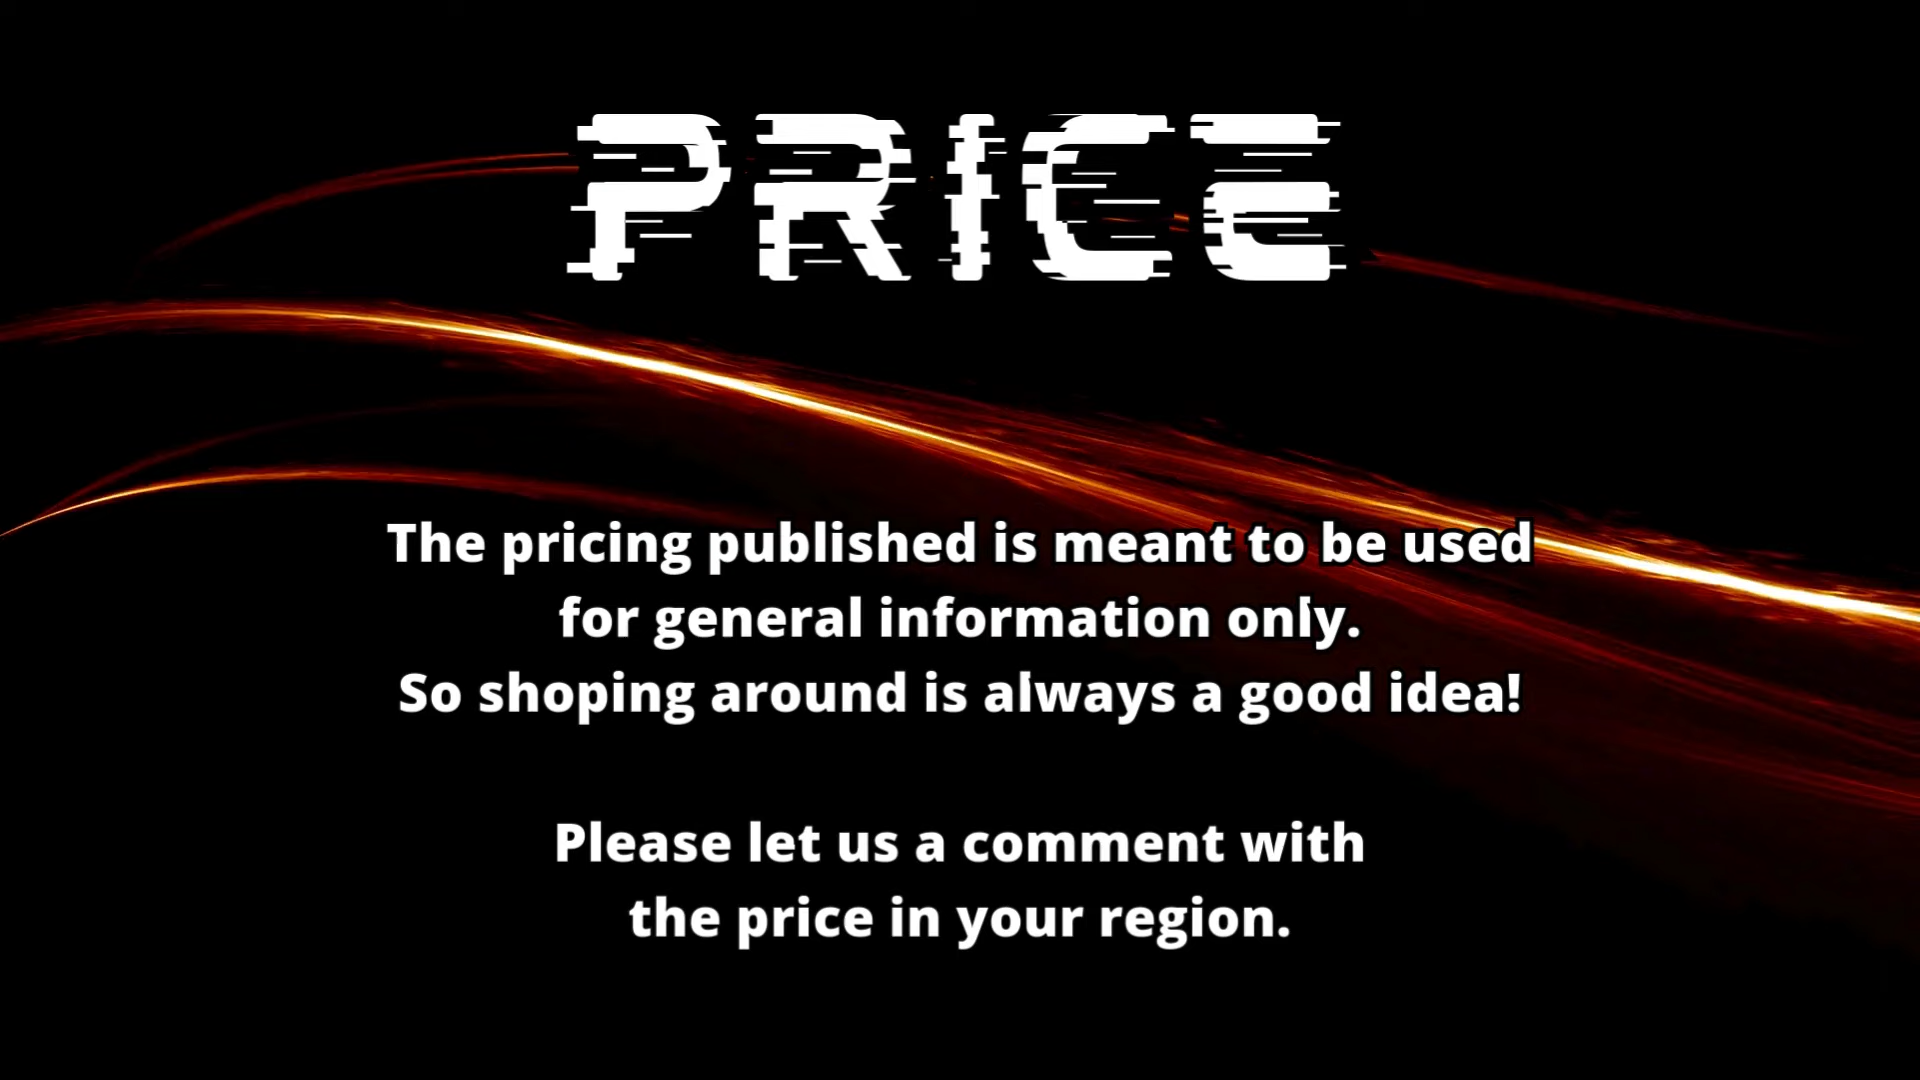 PRICE
The pricing published is meant to be used
for general information only.
So shoping around is always a good idea!
Please let us a comment with
the price in your region.